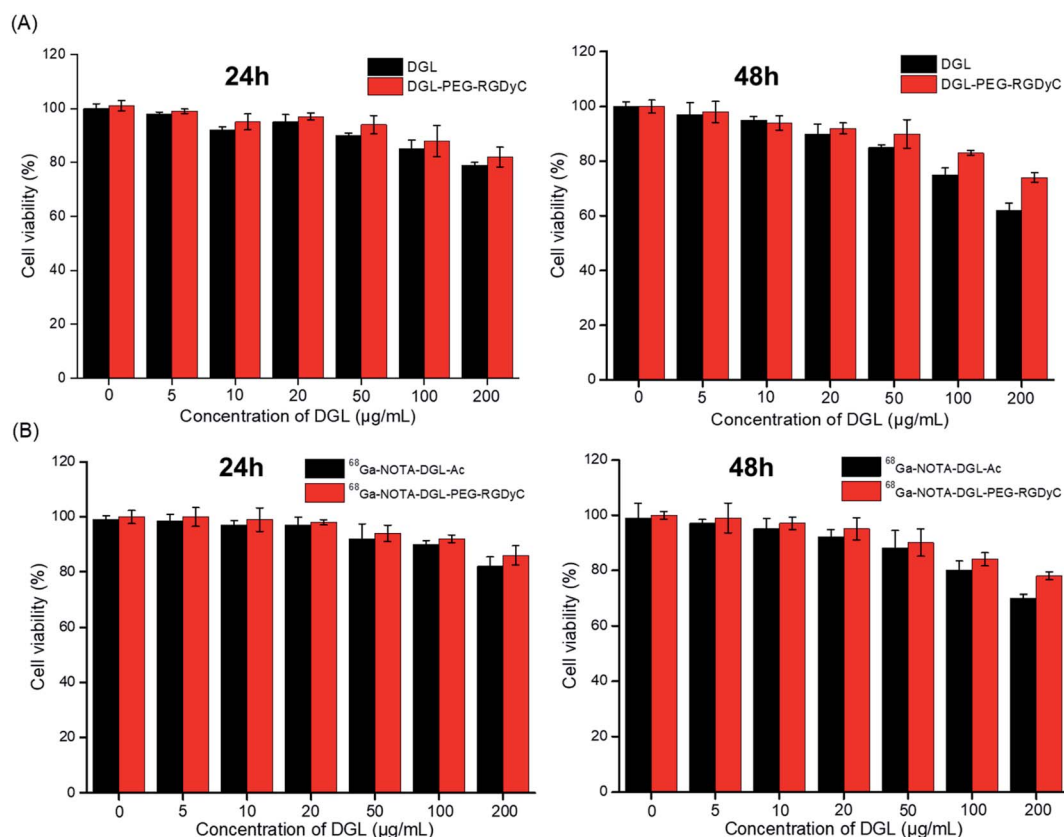 (A)
24h
DGL
DGL-PEG-RGDyC
120
100
80
60
40
20
0
Cell viability (%)
0 5 10 20 50 100 200
Concentration of DGL (µg/mL)
48h
DGL
DGL-PEG-RGDyC
120
100
80
60
40
20
0
Cell viability (%)
0 5 10 20 50 100 200
Concentration of DGL (µg/mL)
(B)
24h
⁶⁸Ga-NOTA-DGL-Ac
⁶⁸Ga-NOTA-DGL-PEG-RGDyC
120
100
80
60
40
20
0
Cell viability (%)
0 5 10 20 50 100 200
Concentration of DGL (µg/mL)
48h
⁶⁸Ga-NOTA-DGL-Ac
⁶⁸Ga-NOTA-DGL-PEG-RGDyC
120
100
80
60
40
20
0
Cell viability (%)
0 5 10 20 50 100 200
Concentration of DGL (µg/mL)